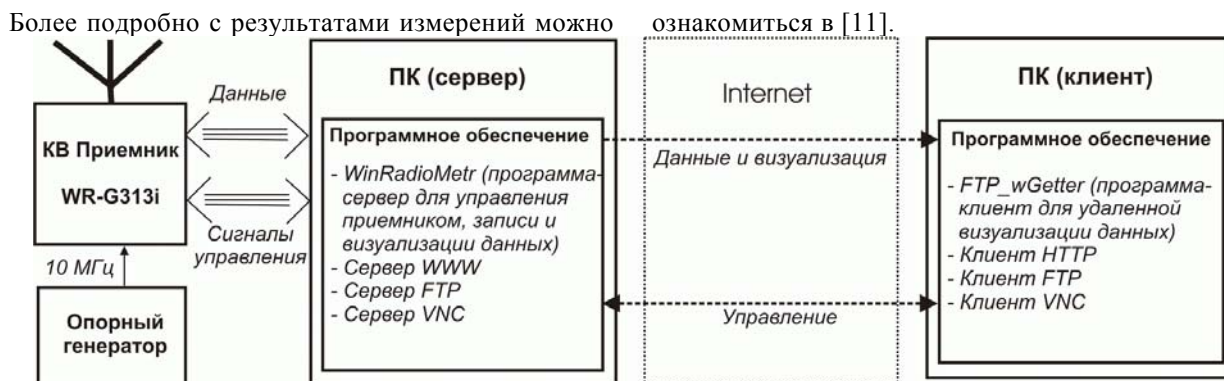 Более подробно с результатами измерений можно ознакомиться в [11].
Данные
КВ Приемник
WR-G313i
Сигналы
управления
10 МГц
Опорный
генератор
ПК (сервер)
Программное обеспечение
- WinRadioMetr (программа-
сервер для управления
приемником, записи и
визуализации данных)
- Сервер WWW
- Сервер FTP
- Сервер VNC
Internet
Данные и визуализация
Управление
ПК (клиент)
Программное обеспечение
- FTP_wGetter (программа-
клиент для удаленной
визуализации данных)
- Клиент HTTP
- Клиент FTP
- Клиент VNC